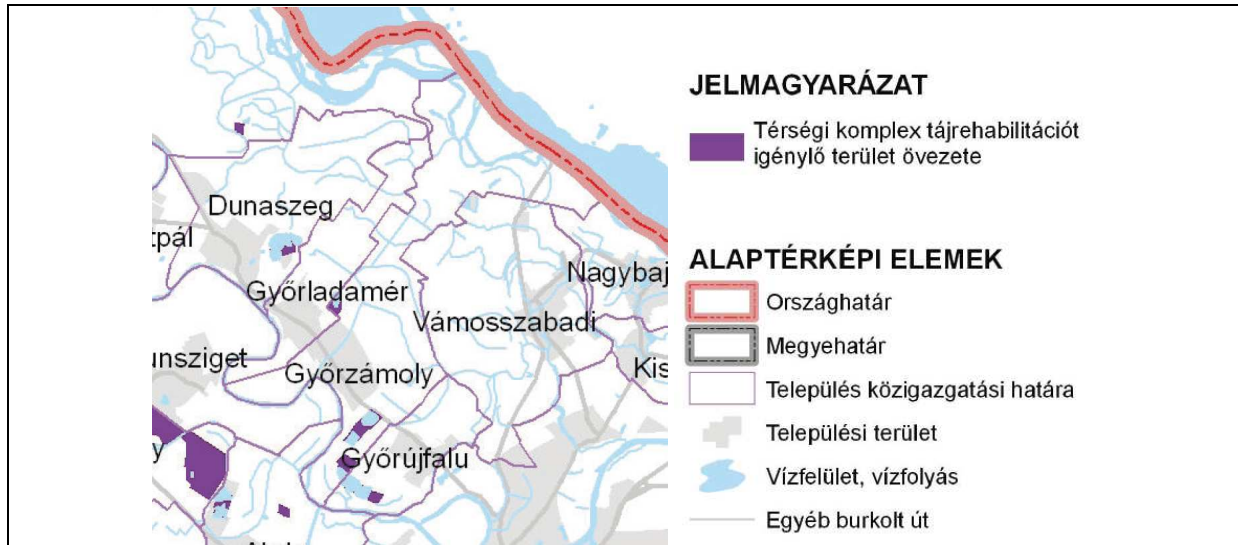 Dunaszeg
tpál
Győrladamér
Nagybaj
Vámosszabadi
unsziget
Győrzámoly
Kis
y
Győrújfalu
JELMAGYARÁZAT
Térségi komplex tájrehabilitációt
igénylő terület övezete
ALAPTÉRKÉPI ELEMEK
Országhatár
Megyehatár
Település közigazgatási határa
Települési terület
Vízfelület, vízfolyás
Egyéb burkolt út